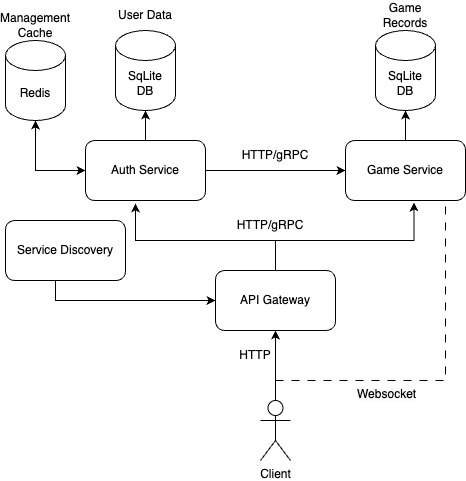 Management
Cache
User Data
Game
Records
Redis
SqLite
DB
SqLite
DB
Auth Service
HTTP/gRPC
Game Service
HTTP/gRPC
Service Discovery
API Gateway
HTTP
Websocket
Client